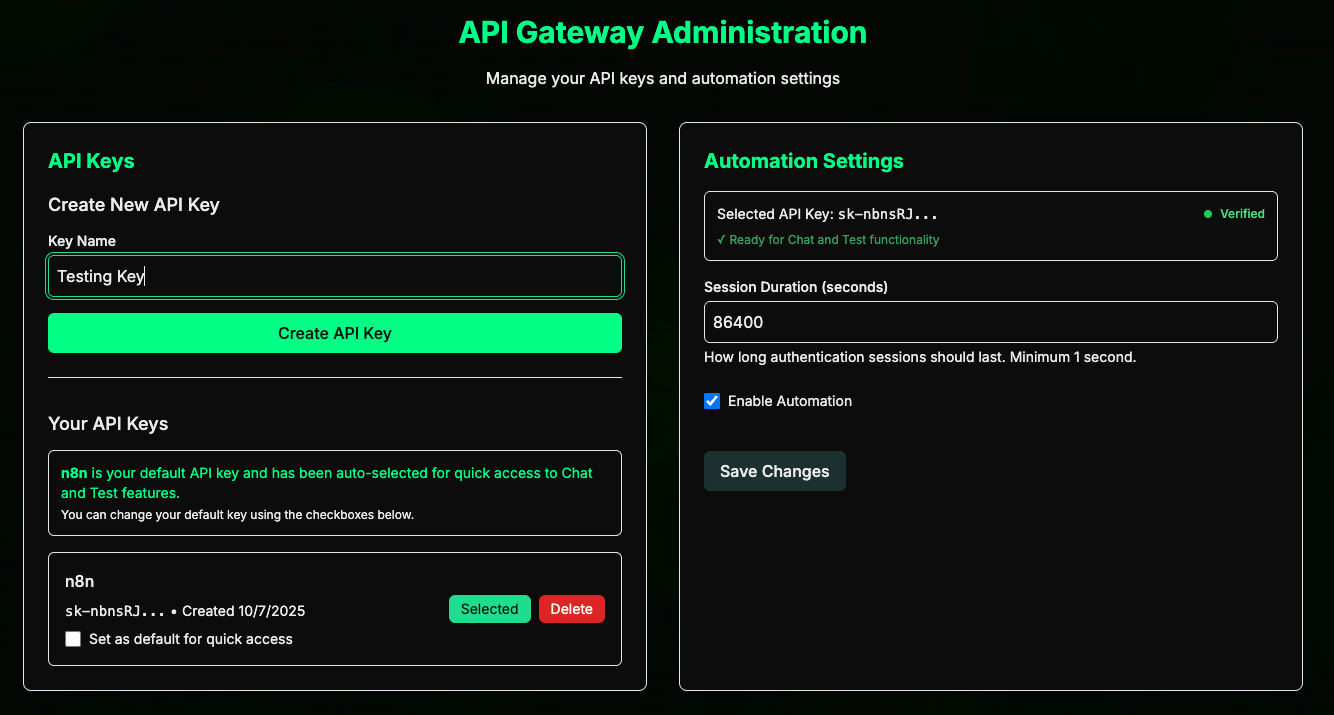 API Gateway Administration
Manage your API keys and automation settings
API Keys
Create New API Key
Key Name
Testing Key
Create API Key
Your API Keys
n8n is your default API key and has been auto-selected for quick access to Chat
and Test features.
You can change your default key using the checkboxes below.
n8n
sk-nbnsRJ... • Created 10/7/2025
Selected
Delete
Set as default for quick access
Automation Settings
Selected API Key: sk-nbnsRJ...
Verified
✓ Ready for Chat and Test functionality
Session Duration (seconds)
86400
How long authentication sessions should last. Minimum 1 second.
Enable Automation
Save Changes